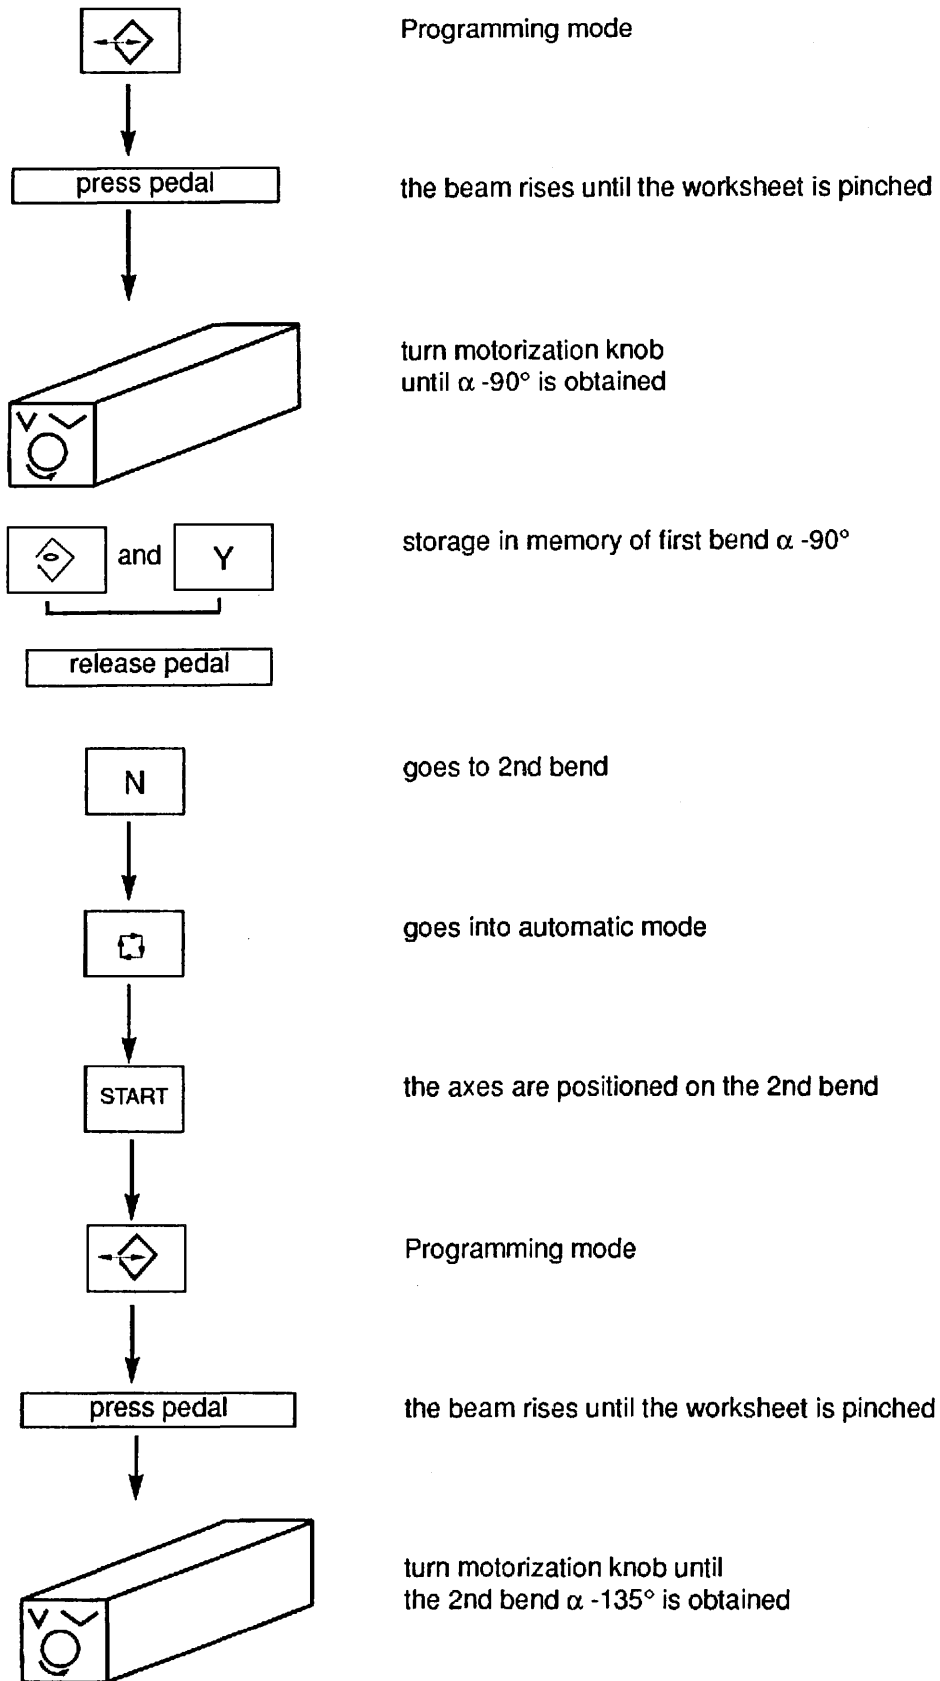 Programming mode
press pedal
the beam rises until the worksheet is pinched
turn motorization knob
until α -90° is obtained
and Y
storage in memory of first bend α -90°
release pedal
N
goes to 2nd bend
goes into automatic mode
START
the axes are positioned on the 2nd bend
Programming mode
press pedal
the beam rises until the worksheet is pinched
turn motorization knob until
the 2nd bend α -135° is obtained